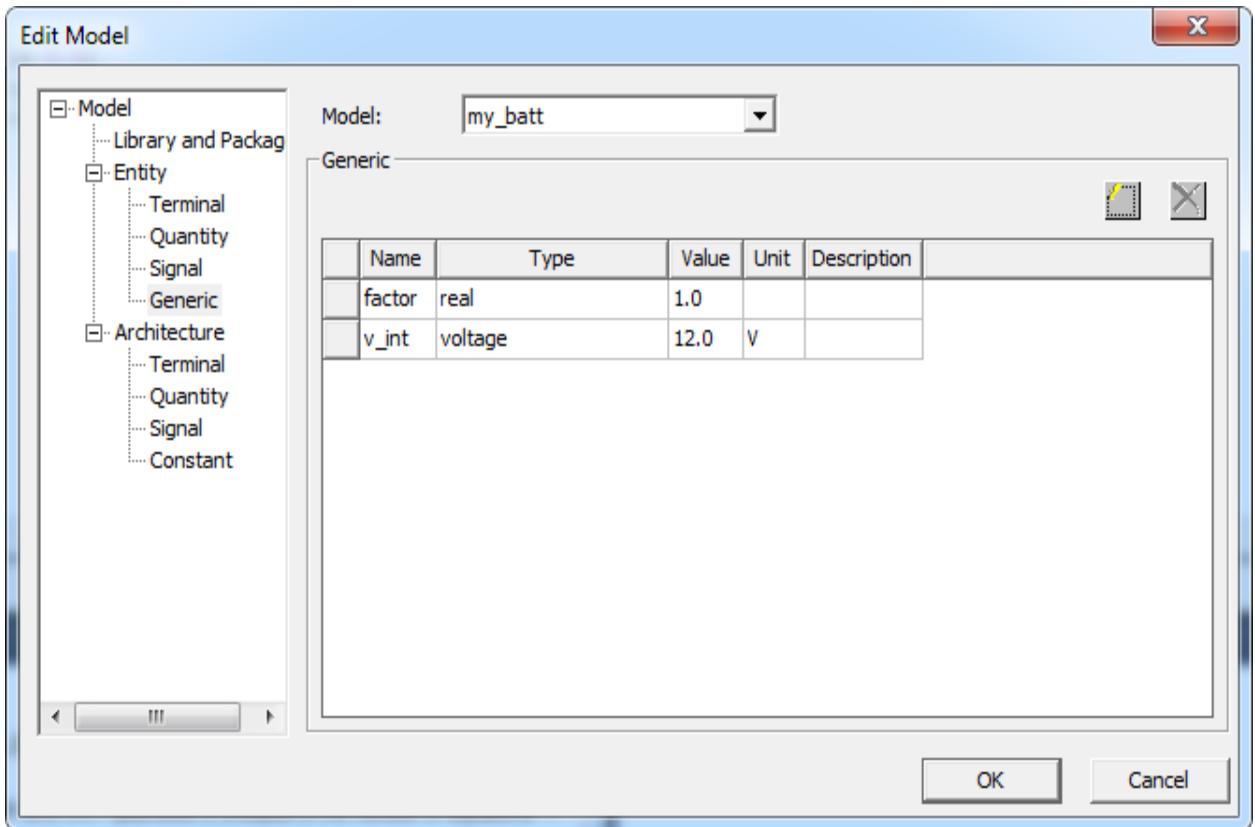 Edit Model
Model
Library and Packag
Entity
Terminal
Quantity
Signal
Generic
Architecture
Terminal
Quantity
Signal
Constant
Model: my_batt
Generic
Name Type Value Unit Description
factor real 1.0
v_int voltage 12.0 V
OK Cancel